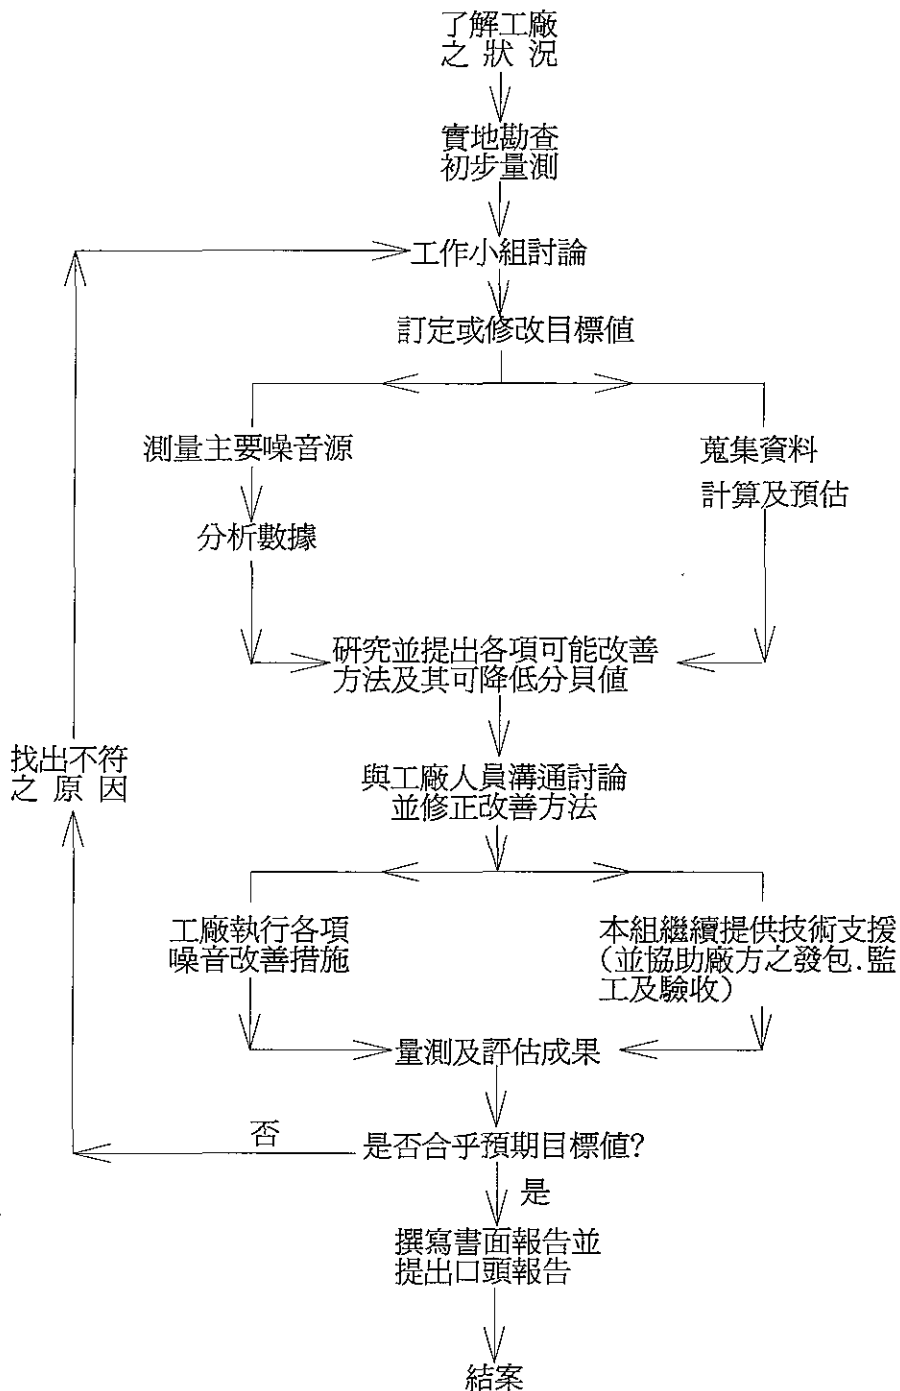 了解工廠
之狀況
實地勘查
初步量測
工作小組討論
訂定或修改目標值
測量主要噪音源
分析數據
蒐集資料
計算及預估
研究並提出各項可能改善
方法及其可降低分貝值
找出不符
之原因
與工廠人員溝通討論
並修正改善方法
工廠執行各項
噪音改善措施
本組繼續提供技術支援
(並協助廠方之發包.監
工及驗收)
量測及評估成果
否
是否合乎預期目標值?
是
撰寫書面報告並
提出口頭報告
結案